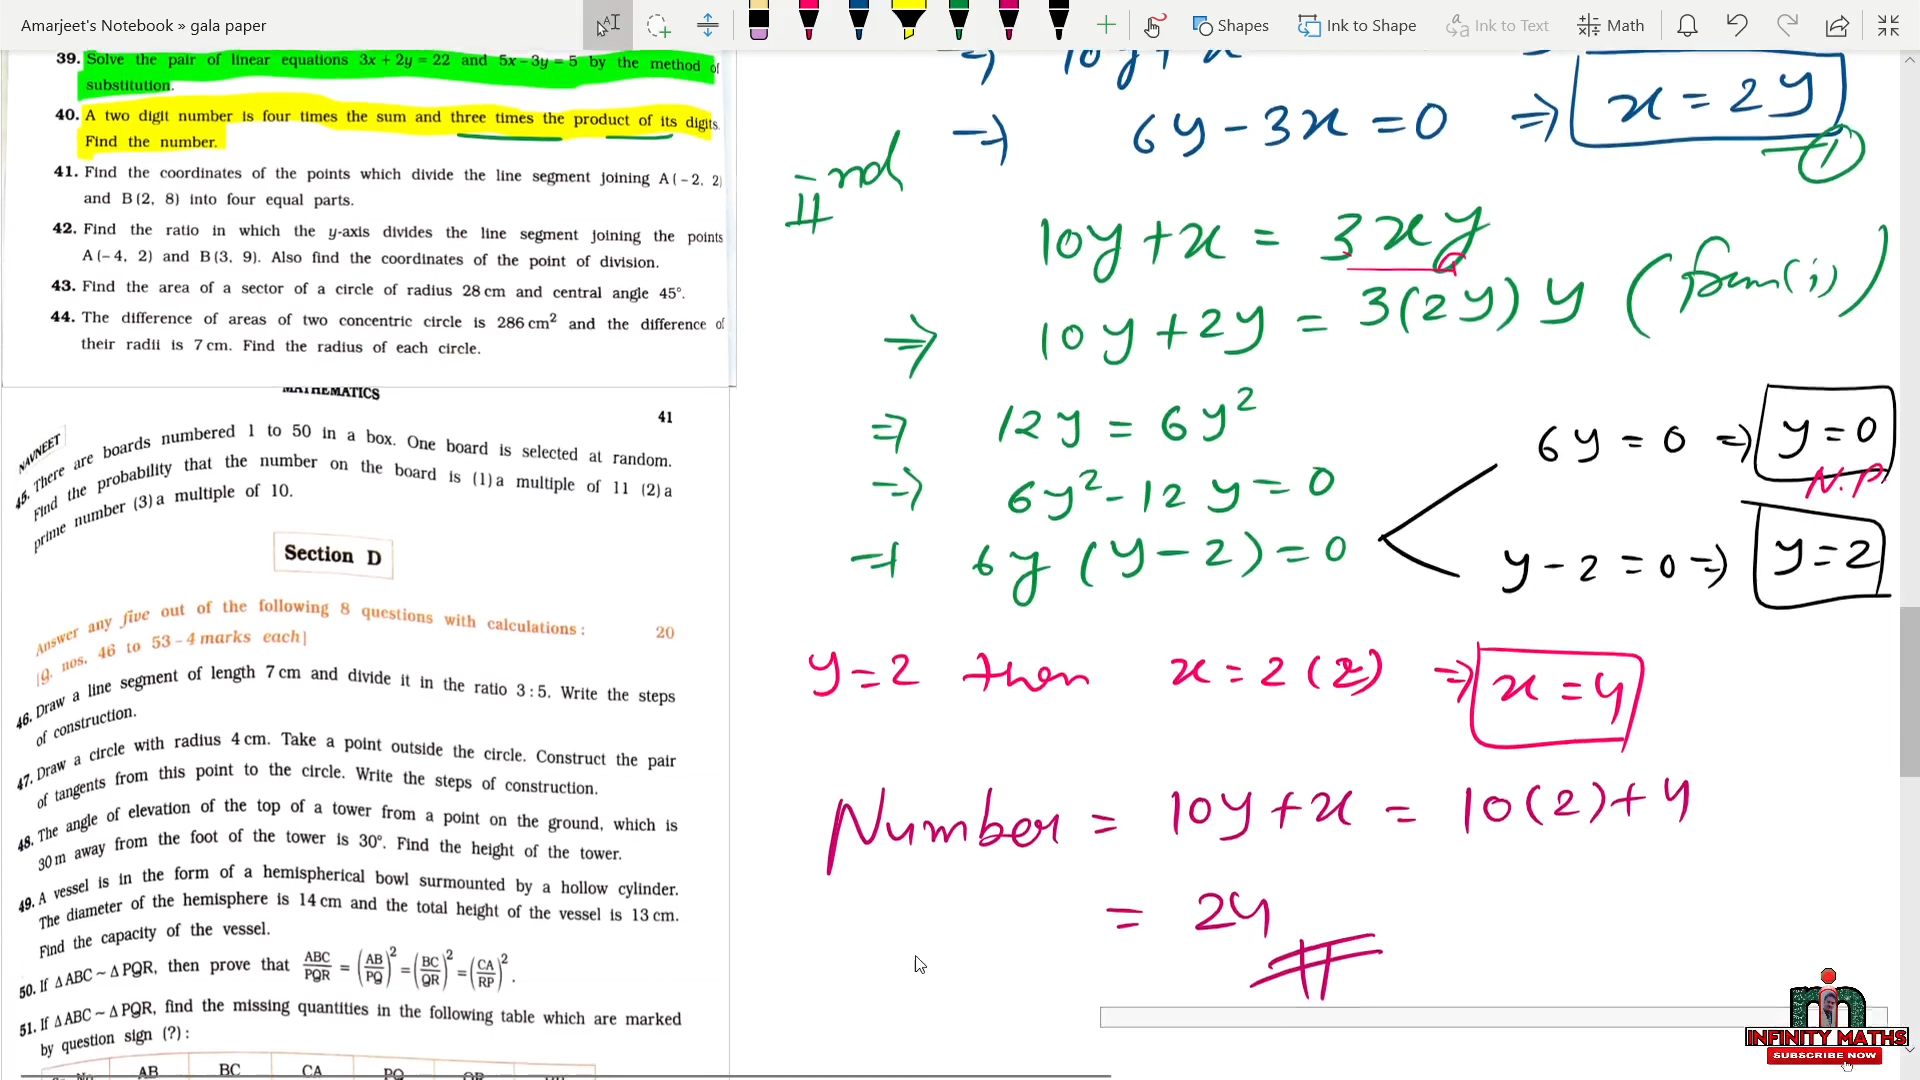 Amarjeet's Notebook » gala paper
Shapes Ink to Shape Ink to Text Math
39. Solve the pair of linear equations 3x + 2y = 22 and 5x – 3y = 5 by the method of
substitution.
40. A two digit number is four times the sum and three times the product of its digits.
Find the number.
41. Find the coordinates of the points which divide the line segment joining A(– 2, 2)
and B(2, 8) into four equal parts.
42. Find the ratio in which the y-axis divides the line segment joining the points
A(– 4, 2) and B(3, 9). Also find the coordinates of the point of division.
43. Find the area of a sector of a circle of radius 28 cm and central angle 45°.
44. The difference of areas of two concentric circle is 286 cm² and the difference of
their radii is 7 cm. Find the radius of each circle.
MATHEMATICS
41
NAVNEET
45. There are boards numbered 1 to 50 in a box. One board is selected at random.
Find the probability that the number on the board is (1) a multiple of 11 (2) a
prime number (3) a multiple of 10.
Section D
Answer any five out of the following 8 questions with calculations : 20
[Q. nos. 46 to 53 – 4 marks each]
46. Draw a line segment of length 7 cm and divide it in the ratio 3 : 5. Write the steps
of construction.
47. Draw a circle with radius 4 cm. Take a point outside the circle. Construct the pair
of tangents from this point to the circle. Write the steps of construction.
48. The angle of elevation of the top of a tower from a point on the ground, which is
30 m away from the foot of the tower is 30°. Find the height of the tower.
49. A vessel is in the form of a hemispherical bowl surmounted by a hollow cylinder.
The diameter of the hemisphere is 14 cm and the total height of the vessel is 13 cm.
Find the capacity of the vessel.
50. If Δ ABC ~ Δ PQR, then prove that ABC/PQR = (AB/PQ)² = (BC/QR)² = (CA/RP)².
51. If Δ ABC ~ Δ PQR, find the missing quantities in the following table which are marked
by question sign (?) :
AB BC CA PQ QR
⇒ 10y + x
⇒ 6y – 3x = 0 ⇒ x = 2y
①
IInd
10y + x = 3xy
⇒ 10y + 2y = 3(2y) y (from (i))
⇒ 12y = 6y²
⇒ 6y² – 12y = 0
⇒ 6y (y – 2) = 0
6y = 0 ⇒ y = 0
N.P.
y – 2 = 0 ⇒ y = 2
y = 2 then x = 2(2) ⇒ x = 4
Number = 10y + x = 10(2) + 4
= 24
INFINITY MATHS
SUBSCRIBE NOW